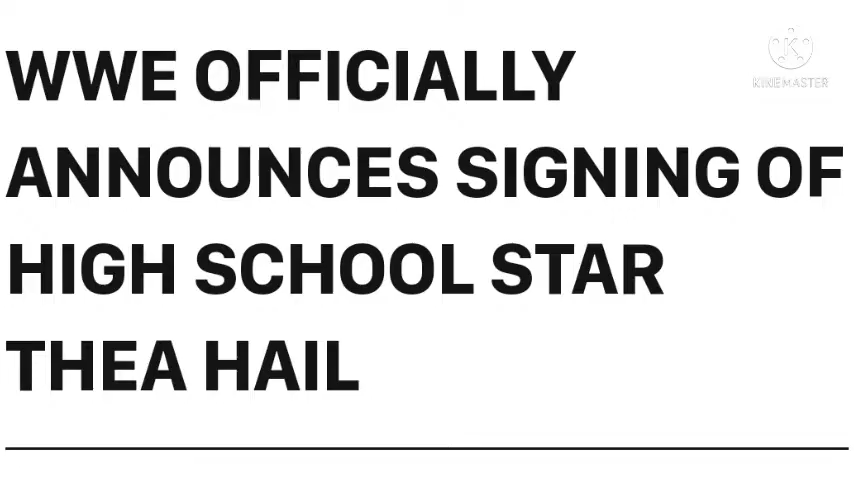 WWE OFFICIALLY
ANNOUNCES SIGNING OF
HIGH SCHOOL STAR
THEA HAIL
K
KINEMASTER